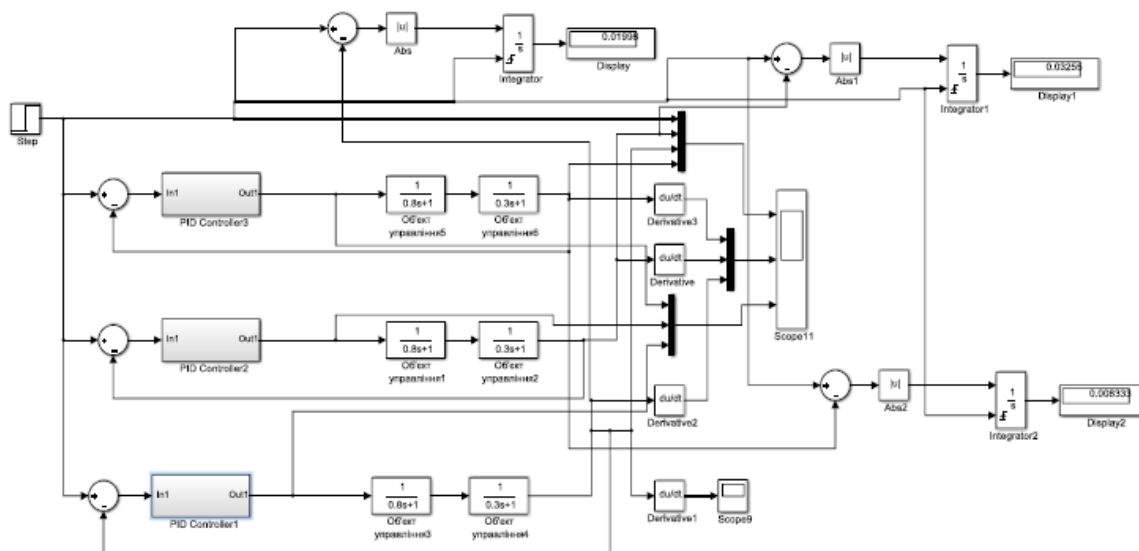 |u|
Abs
1
s
Integrator
0.01998
Display
|u|
Abs1
1
s
Integrator1
0.03255
Display1
Step
In1
Out1
PID Controller3
1
0.8s+1
Об'єкт
управління5
1
0.3s+1
Об'єкт
управління6
du/dt
Derivative3
du/dt
Derivative
Scope11
In1
Out1
PID Controller2
1
0.8s+1
Об'єкт
управління1
1
0.3s+1
Об'єкт
управління2
du/dt
Derivative2
|u|
Abs2
1
s
Integrator2
0.008333
Display2
In1
Out1
PID Controller1
1
0.8s+1
Об'єкт
управління3
1
0.3s+1
Об'єкт
управління4
du/dt
Derivative1
Scope9